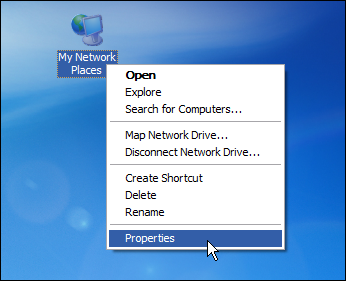 My Network
Places
Open
Explore
Search for Computers...
Map Network Drive...
Disconnect Network Drive...
Create Shortcut
Delete
Rename
Properties